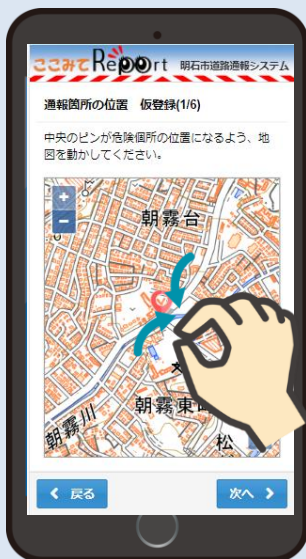 ここみてRepOrt 明石市道路通報システム
通報箇所の位置　仮登録(1/6)
中央のピンが危険個所の位置になるよう、地
図を動かしてください。
+
−
朝霧台
朝霧東
朝霧川
松
戻る
次へ